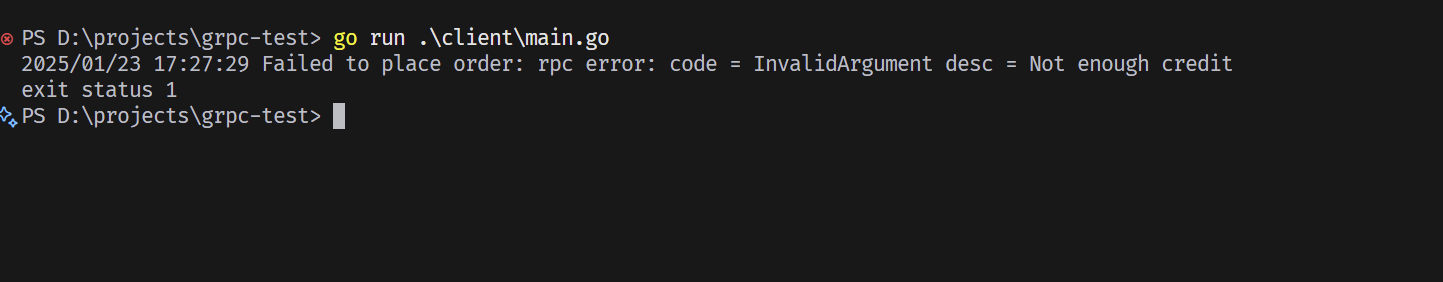 PS D:\projects\grpc-test> go run .\client\main.go
2025/01/23 17:27:29 Failed to place order: rpc error: code = InvalidArgument desc = Not enough credit
exit status 1
PS D:\projects\grpc-test>